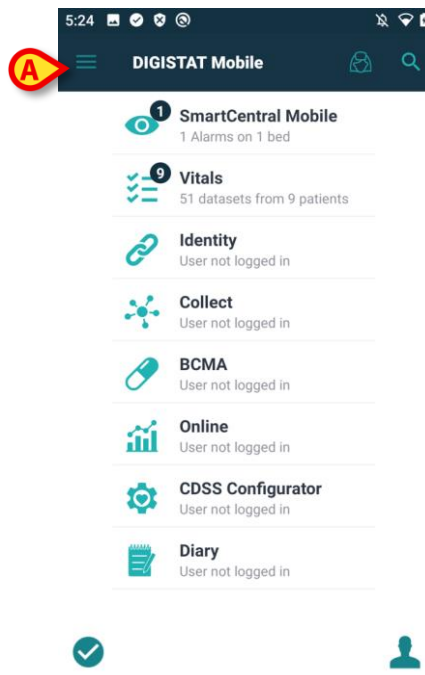 5:24
A
DIGISTAT Mobile
1
SmartCentral Mobile
1 Alarms on 1 bed
9
Vitals
51 datasets from 9 patients
Identity
User not logged in
Collect
User not logged in
BCMA
User not logged in
Online
User not logged in
CDSS Configurator
User not logged in
Diary
User not logged in